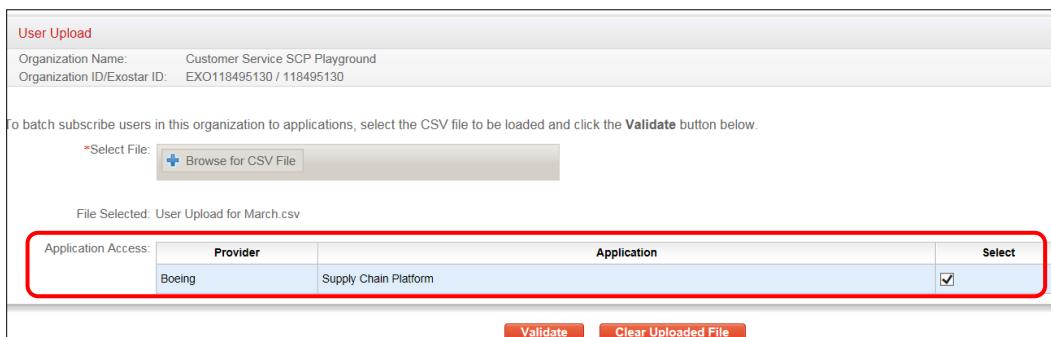 User Upload
Organization Name: Customer Service SCP Playground
Organization ID/Exostar ID: EXO118495130 / 118495130
To batch subscribe users in this organization to applications, select the CSV file to be loaded and click the Validate button below.
*Select File: Browse for CSV File
File Selected: User Upload for March.csv
Application Access: Provider Application Select
Boeing Supply Chain Platform
Validate Clear Uploaded File